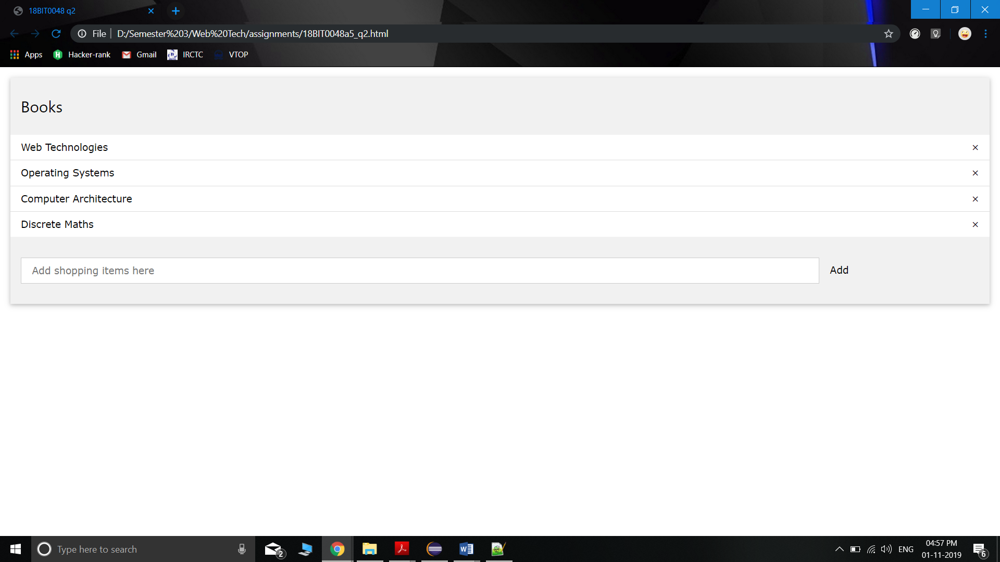 18BIT0048 q2
File | D:/Semester%203/Web%20Tech/assignments/18BIT0048a5_q2.html
Apps Hacker-rank Gmail IRCTC VTOP
Books
Web Technologies ×
Operating Systems ×
Computer Architecture ×
Discrete Maths ×
Add shopping items here Add
Type here to search 2 ENG 04:57 PM
01-11-2019 6